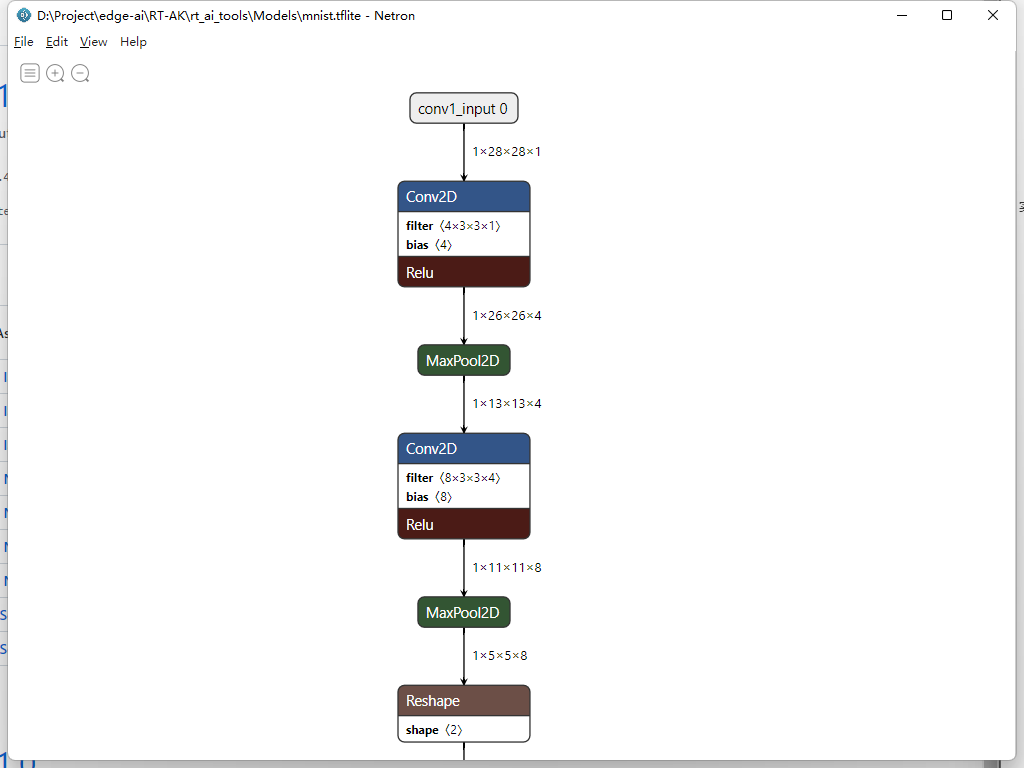 D:\Project\edge-ai\RT-AK\rt_ai_tools\Models\mnist.tflite - Netron
File Edit View Help
conv1_input 0
1×28×28×1
Conv2D
filter 〈4×3×3×1〉
bias 〈4〉
Relu
1×26×26×4
MaxPool2D
1×13×13×4
Conv2D
filter 〈8×3×3×4〉
bias 〈8〉
Relu
1×11×11×8
MaxPool2D
1×5×5×8
Reshape
shape 〈2〉